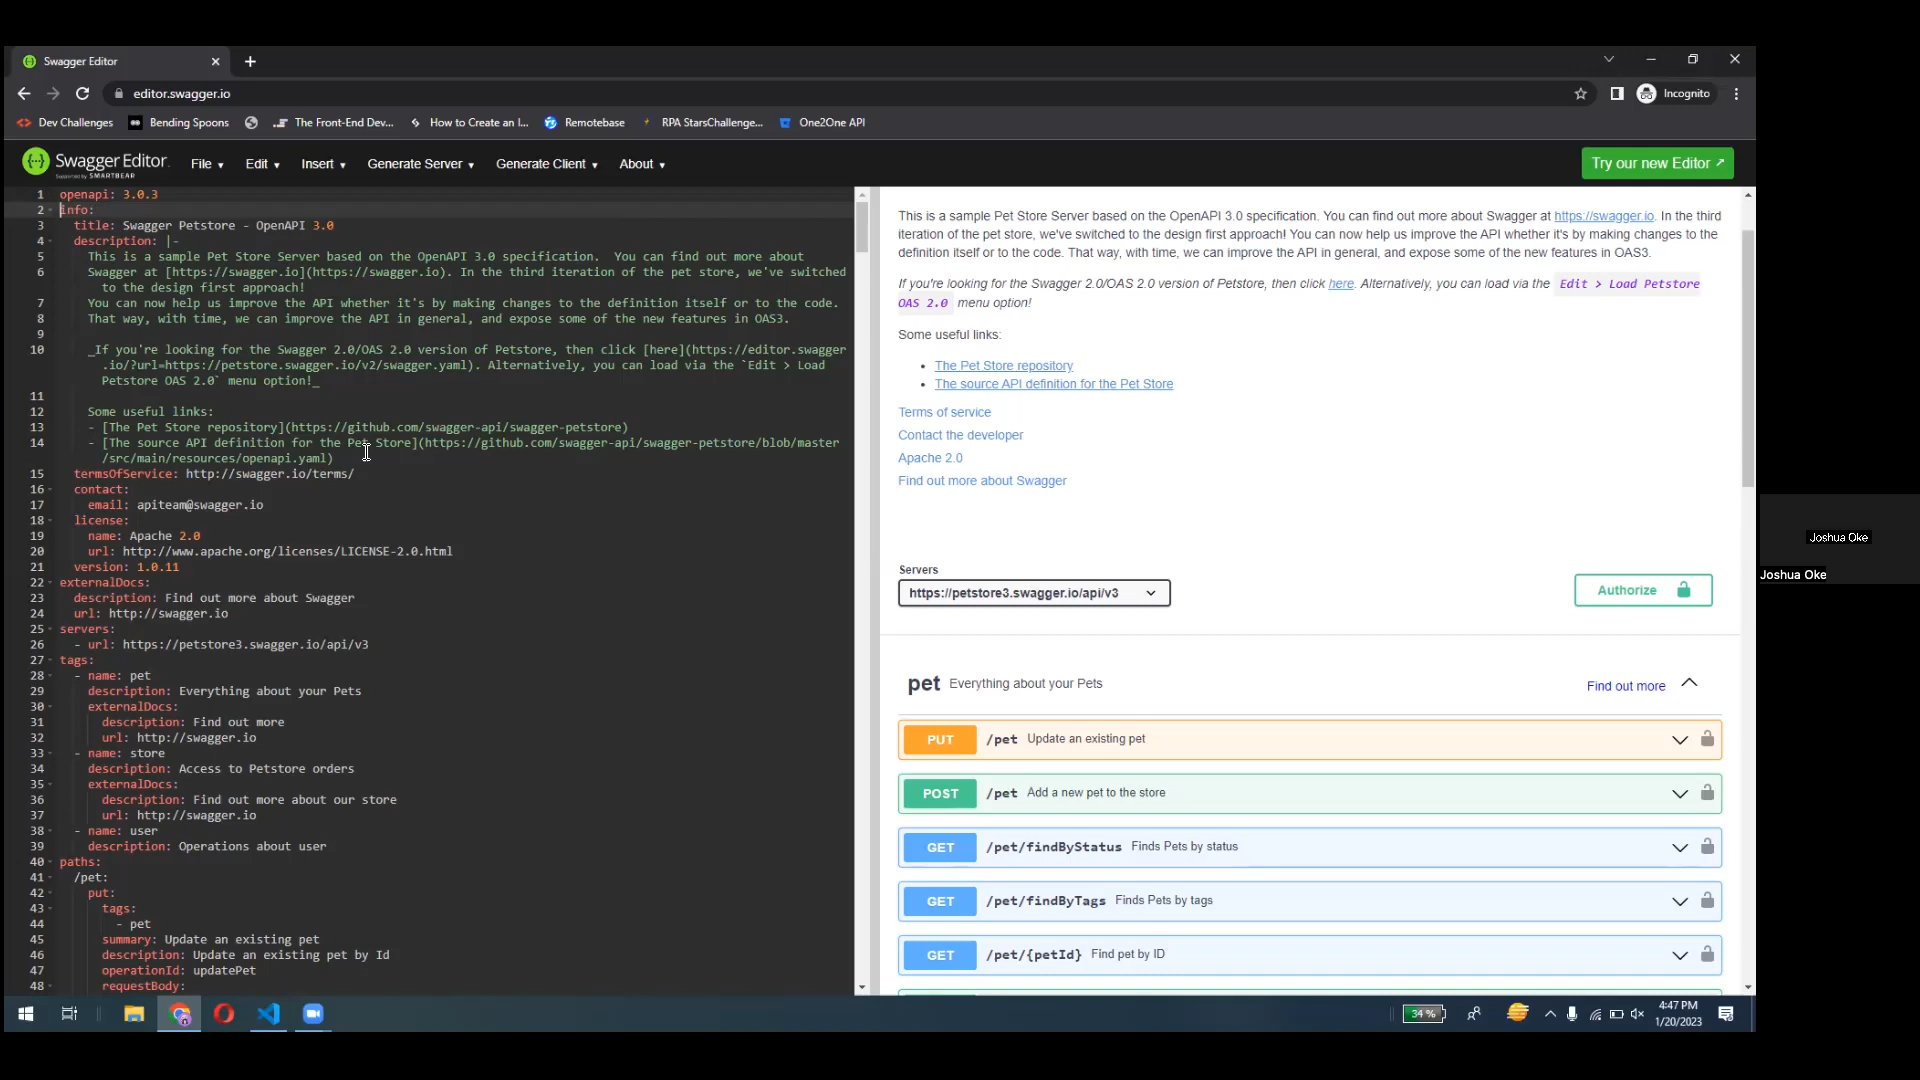 Swagger Editor
editor.swagger.io
Incognito
Dev Challenges
Bending Spoons
The Front-End Dev...
How to Create an I...
Remotebase
RPA StarsChallenge...
One2One API
Swagger Editor.
Supported by SMARTBEAR
File
Edit
Insert
Generate Server
Generate Client
About
Try our new Editor
1 openapi: 3.0.3
2 info:
3 title: Swagger Petstore - OpenAPI 3.0
4 description: |-
5 This is a sample Pet Store Server based on the OpenAPI 3.0 specification.  You can find out more about
6 Swagger at [https://swagger.io](https://swagger.io). In the third iteration of the pet store, we've switched
to the design first approach!
7 You can now help us improve the API whether it's by making changes to the definition itself or to the code.
8 That way, with time, we can improve the API in general, and expose some of the new features in OAS3.
9
10 _If you're looking for the Swagger 2.0/OAS 2.0 version of Petstore, then click [here](https://editor.swagger
.io/?url=https://petstore.swagger.io/v2/swagger.yaml). Alternatively, you can load via the `Edit > Load
Petstore OAS 2.0` menu option!_
11
12 Some useful links:
13 - [The Pet Store repository](https://github.com/swagger-api/swagger-petstore)
14 - [The source API definition for the Pet Store](https://github.com/swagger-api/swagger-petstore/blob/master
/src/main/resources/openapi.yaml)
15 termsOfService: http://swagger.io/terms/
16 contact:
17 email: apiteam@swagger.io
18 license:
19 name: Apache 2.0
20 url: http://www.apache.org/licenses/LICENSE-2.0.html
21 version: 1.0.11
22 externalDocs:
23 description: Find out more about Swagger
24 url: http://swagger.io
25 servers:
26 - url: https://petstore3.swagger.io/api/v3
27 tags:
28 - name: pet
29 description: Everything about your Pets
30 externalDocs:
31 description: Find out more
32 url: http://swagger.io
33 - name: store
34 description: Access to Petstore orders
35 externalDocs:
36 description: Find out more about our store
37 url: http://swagger.io
38 - name: user
39 description: Operations about user
40 paths:
41 /pet:
42 put:
43 tags:
44 - pet
45 summary: Update an existing pet
46 description: Update an existing pet by Id
47 operationId: updatePet
48 requestBody:
This is a sample Pet Store Server based on the OpenAPI 3.0 specification. You can find out more about Swagger at https://swagger.io. In the third
iteration of the pet store, we've switched to the design first approach! You can now help us improve the API whether it's by making changes to the
definition itself or to the code. That way, with time, we can improve the API in general, and expose some of the new features in OAS3.
If you're looking for the Swagger 2.0/OAS 2.0 version of Petstore, then click here. Alternatively, you can load via the Edit > Load Petstore
OAS 2.0 menu option!
Some useful links:
• The Pet Store repository
• The source API definition for the Pet Store
Terms of service
Contact the developer
Apache 2.0
Find out more about Swagger
Servers
https://petstore3.swagger.io/api/v3
Authorize
pet Everything about your Pets
Find out more
PUT /pet Update an existing pet
POST /pet Add a new pet to the store
GET /pet/findByStatus Finds Pets by status
GET /pet/findByTags Finds Pets by tags
GET /pet/{petId} Find pet by ID
Joshua Oke
Joshua Oke
34 %
4:47 PM
1/20/2023